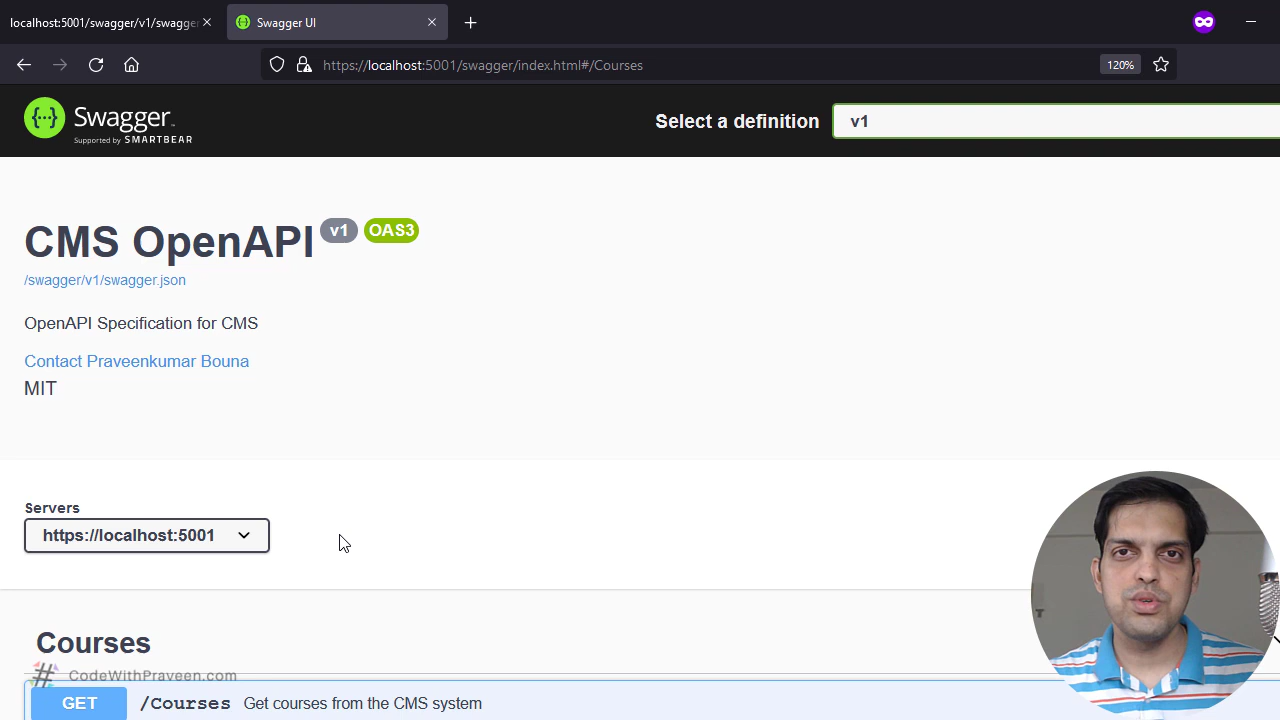 localhost:5001/swagger/v1/swagger
Swagger UI
https://localhost:5001/swagger/index.html#/Courses
120%
Swagger
Supported by SMARTBEAR
Select a definition
v1
CMS OpenAPI v1 OAS3
/swagger/v1/swagger.json
OpenAPI Specification for CMS
Contact Praveenkumar Bouna
MIT
Servers
https://localhost:5001
Courses
# CodeWithPraveen.com
GET /Courses Get courses from the CMS system